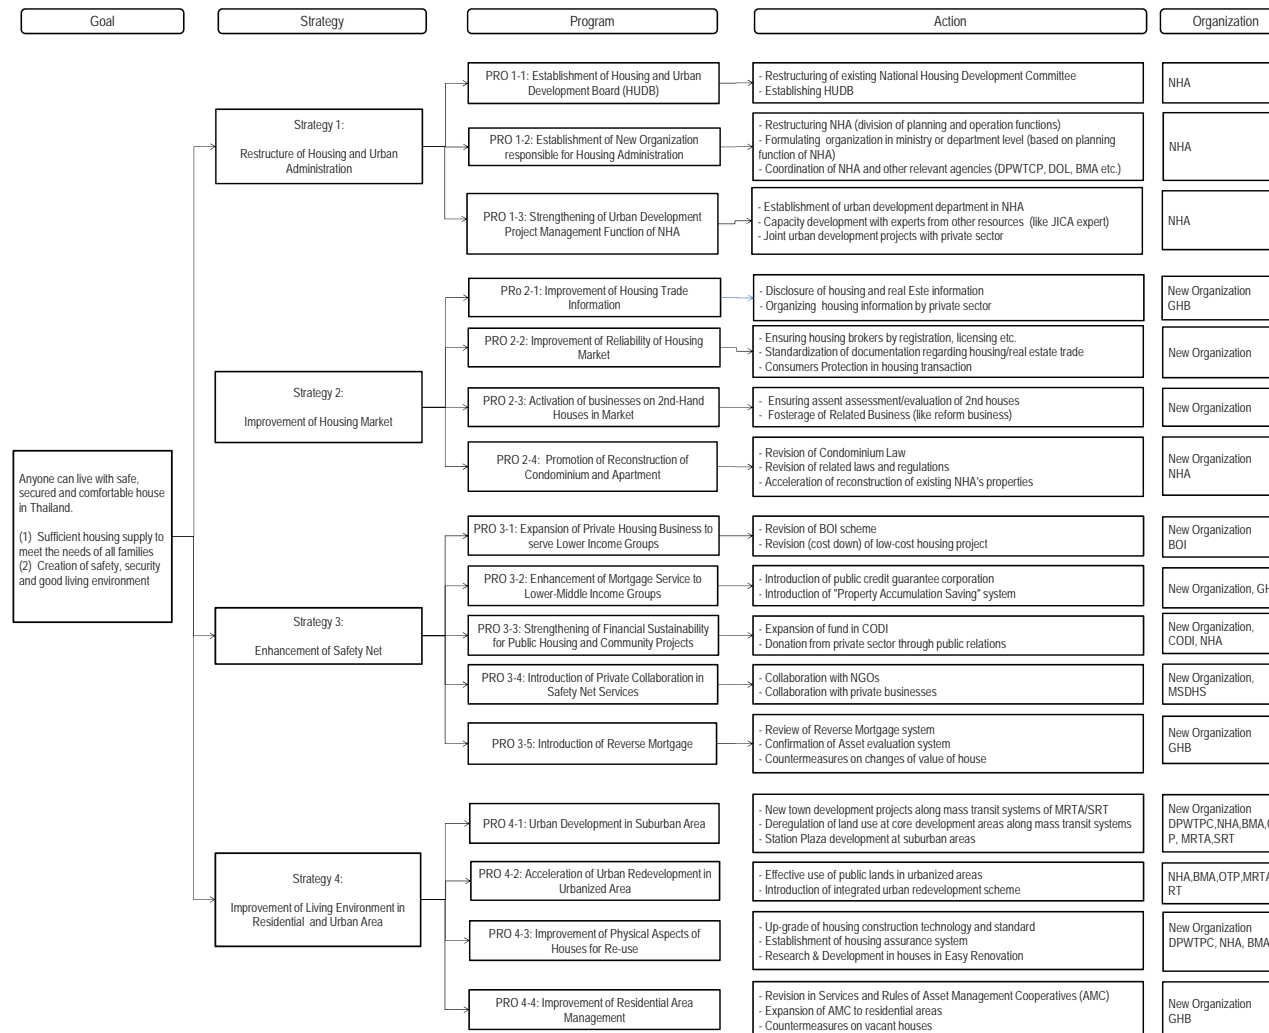 Goal
Strategy
Program
Action
Organization
Anyone can live with safe,
secured and comfortable house
in Thailand.
(1) Sufficient housing supply to
meet the needs of all families
(2) Creation of safety, security
and good living environment
Strategy 1:
Restructure of Housing and Urban
Administration
PRO 1-1: Establishment of Housing and Urban
Development Board (HUDB)
- Restructuring of existing National Housing Development Committee
- Establishing HUDB
NHA
PRO 1-2: Establishment of New Organization
responsible for Housing Administration
- Restructuring NHA (division of planning and operation functions)
- Formulating organization in ministry or department level (based on planning
function of NHA)
- Coordination of NHA and other relevant agencies (DPWTCP, DOL, BMA etc.)
NHA
PRO 1-3: Strengthening of Urban Development
Project Management Function of NHA
- Establishment of urban development department in NHA
- Capacity development with experts from other resources (like JICA expert)
- Joint urban development projects with private sector
NHA
Strategy 2:
Improvement of Housing Market
PRo 2-1: Improvement of Housing Trade
Information
- Disclosure of housing and real Este information
- Organizing housing information by private sector
New Organization
GHB
PRO 2-2: Improvement of Reliability of Housing
Market
- Ensuring housing brokers by registration, licensing etc.
- Standardization of documentation regarding housing/real estate trade
- Consumers Protection in housing transaction
New Organization
PRO 2-3: Activation of businesses on 2nd-Hand
Houses in Market
- Ensuring assent assessment/evaluation of 2nd houses
- Fosterage of Related Business (like reform business)
New Organization
PRO 2-4: Promotion of Reconstruction of
Condominium and Apartment
- Revision of Condominium Law
- Revision of related laws and regulations
- Acceleration of reconstruction of existing NHA's properties
New Organization
NHA
Strategy 3:
Enhancement of Safety Net
PRO 3-1: Expansion of Private Housing Business to
serve Lower Income Groups
- Revision of BOI scheme
- Revision (cost down) of low-cost housing project
New Organization
BOI
PRO 3-2: Enhancement of Mortgage Service to
Lower-Middle Income Groups
- Introduction of public credit guarantee corporation
- Introduction of "Property Accumulation Saving" system
New Organization,
PRO 3-3: Strengthening of Financial Sustainability
for Public Housing and Community Projects
- Expansion of fund in CODI
- Donation from private sector through public relations
New Organization,
CODI, NHA
PRO 3-4: Introduction of Private Collaboration in
Safety Net Services
- Collaboration with NGOs
- Collaboration with private businesses
New Organization,
MSDHS
PRO 3-5: Introduction of Reverse Mortgage
- Review of Reverse Mortgage system
- Confirmation of Asset evaluation system
- Countermeasures on changes of value of house
New Organization
GHB
Strategy 4:
Improvement of Living Environment in
Residential and Urban Area
PRO 4-1: Urban Development in Suburban Area
- New town development projects along mass transit systems of MRTA/SRT
- Deregulation of land use at core development areas along mass transit systems
- Station Plaza development at suburban areas
New Organization
DPWTPC,NHA,BMA,
P, MRTA,SRT
PRO 4-2: Acceleration of Urban Redevelopment in
Urbanized Area
- Effective use of public lands in urbanized areas
- Introduction of integrated urban redevelopment scheme
NHA,BMA,OTP,MRTA
RT
PRO 4-3: Improvement of Physical Aspects of
Houses for Re-use
- Up-grade of housing construction technology and standard
- Establishment of housing assurance system
- Research & Development in houses in Easy Renovation
New Organization
DPWTPC, NHA, BMA
PRO 4-4: Improvement of Residential Area
Management
- Revision in Services and Rules of Asset Management Cooperatives (AMC)
- Expansion of AMC to residential areas
- Countermeasures on vacant houses
New Organization
GHB